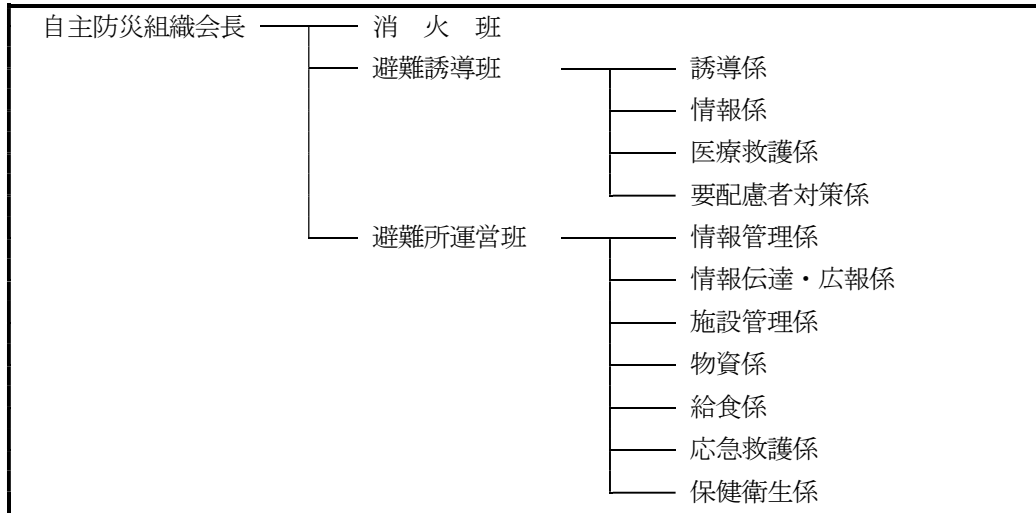 自主防災組織会長 消 火 班
避難誘導班 誘導係
情報係
医療救護係
要配慮者対策係
避難所運営班 情報管理係
情報伝達・広報係
施設管理係
物資係
給食係
応急救護係
保健衛生係